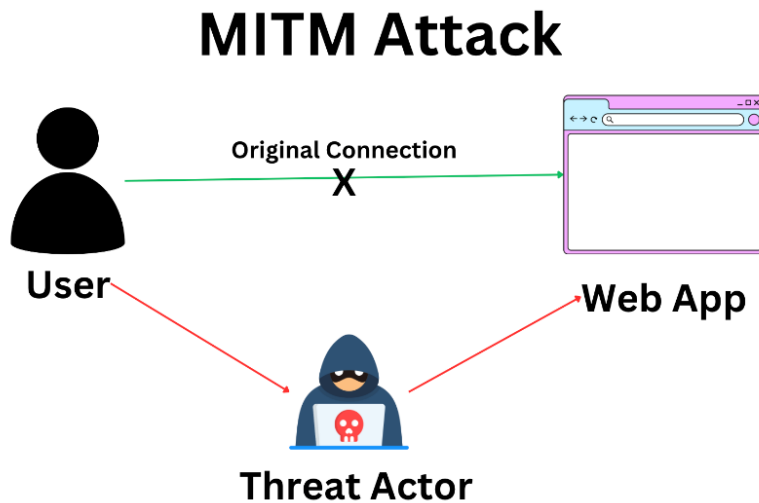 MITM Attack
Original Connection
X
User
Web App
Threat Actor